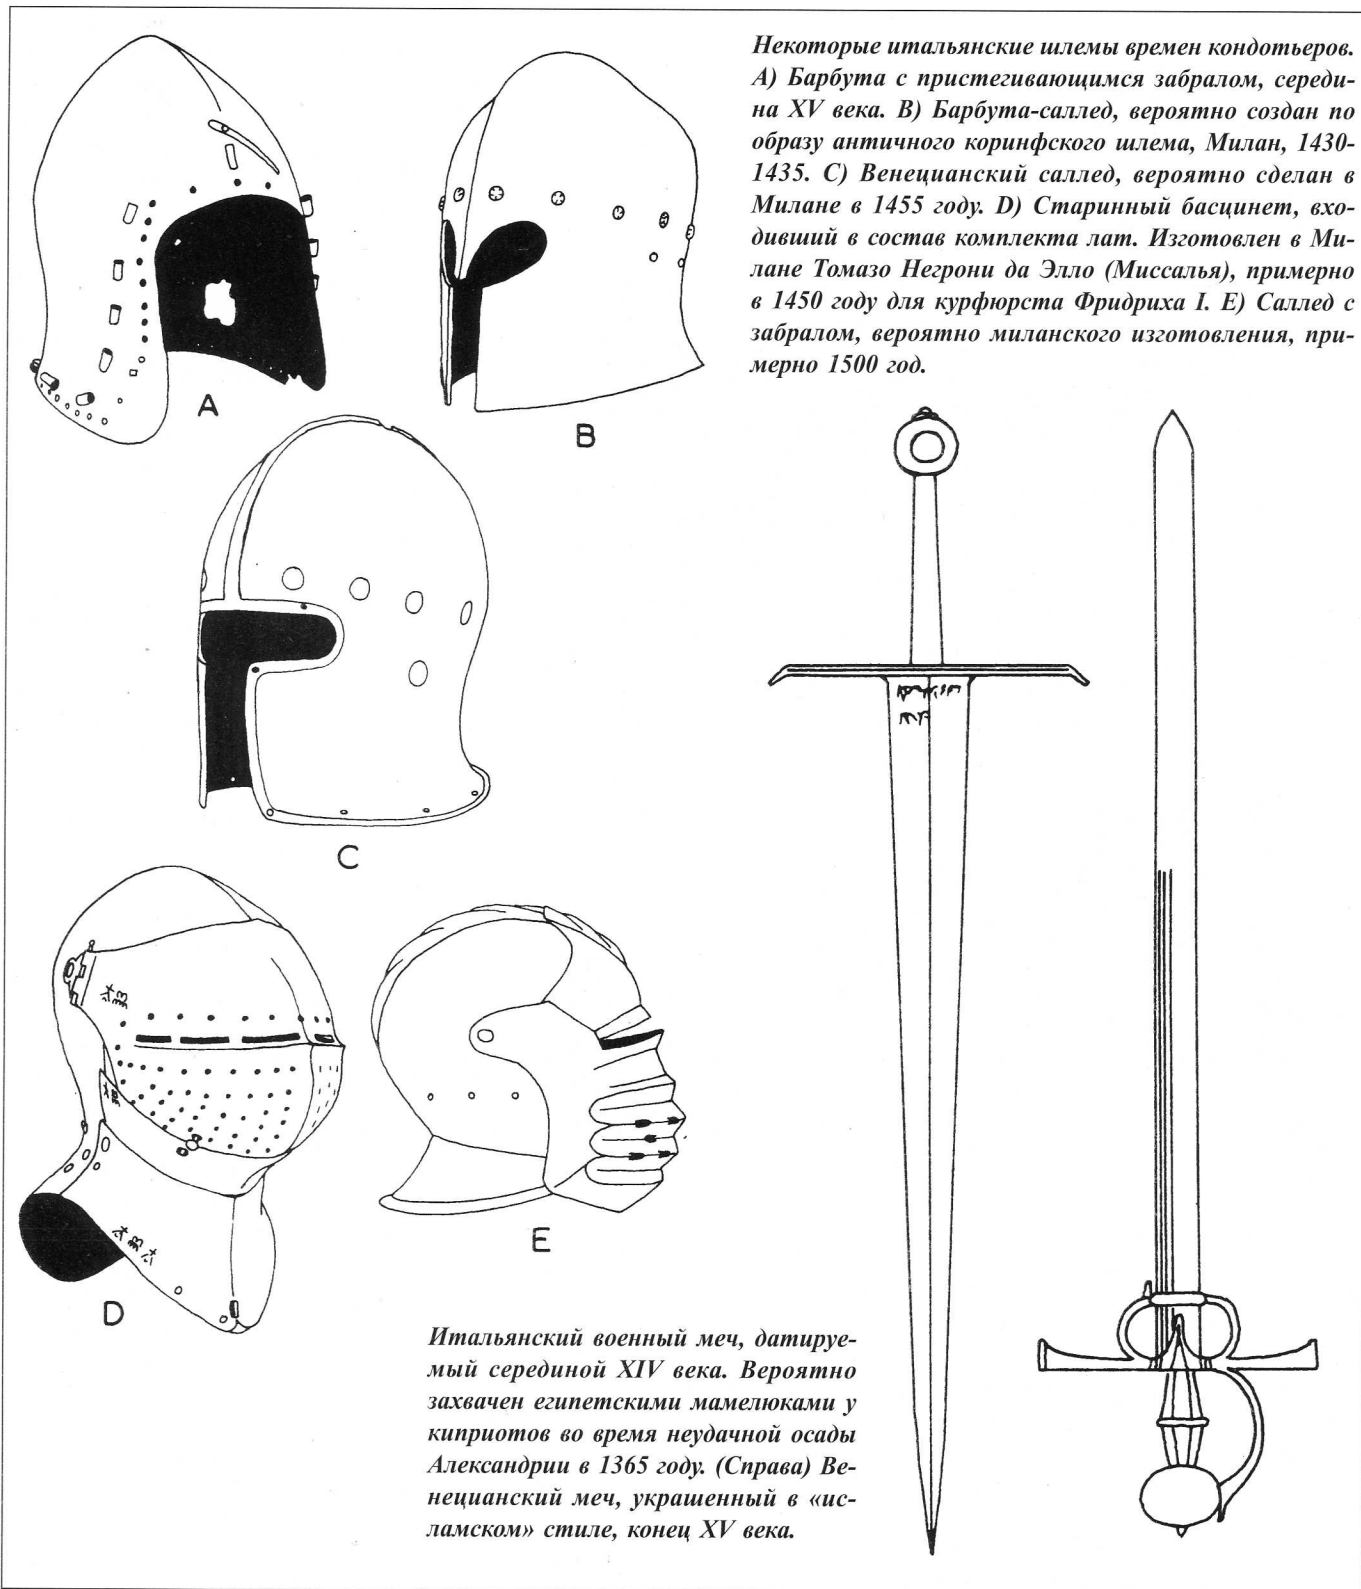 Некоторые итальянские шлемы времен кондотьеров.
А) Барбута с пристегивающимся забралом, середи-
на XV века. В) Барбута-саллед, вероятно создан по
образу античного коринфского шлема, Милан, 1430-
1435. С) Венецианский саллед, вероятно сделан в
Милане в 1455 году. D) Старинный басцинет, вхо-
дивший в состав комплекта лат. Изготовлен в Ми-
лане Томазо Негрони да Элло (Миссалья), примерно
в 1450 году для курфюрста Фридриха I. Е) Саллед с
забралом, вероятно миланского изготовления, при-
мерно 1500 год.
A
B
C
D
E
Итальянский военный меч, датируе-
мый серединой XIV века. Вероятно
захвачен египетскими мамелюками у
киприотов во время неудачной осады
Александрии в 1365 году. (Справа) Ве-
нецианский меч, украшенный в «ис-
ламском» стиле, конец XV века.